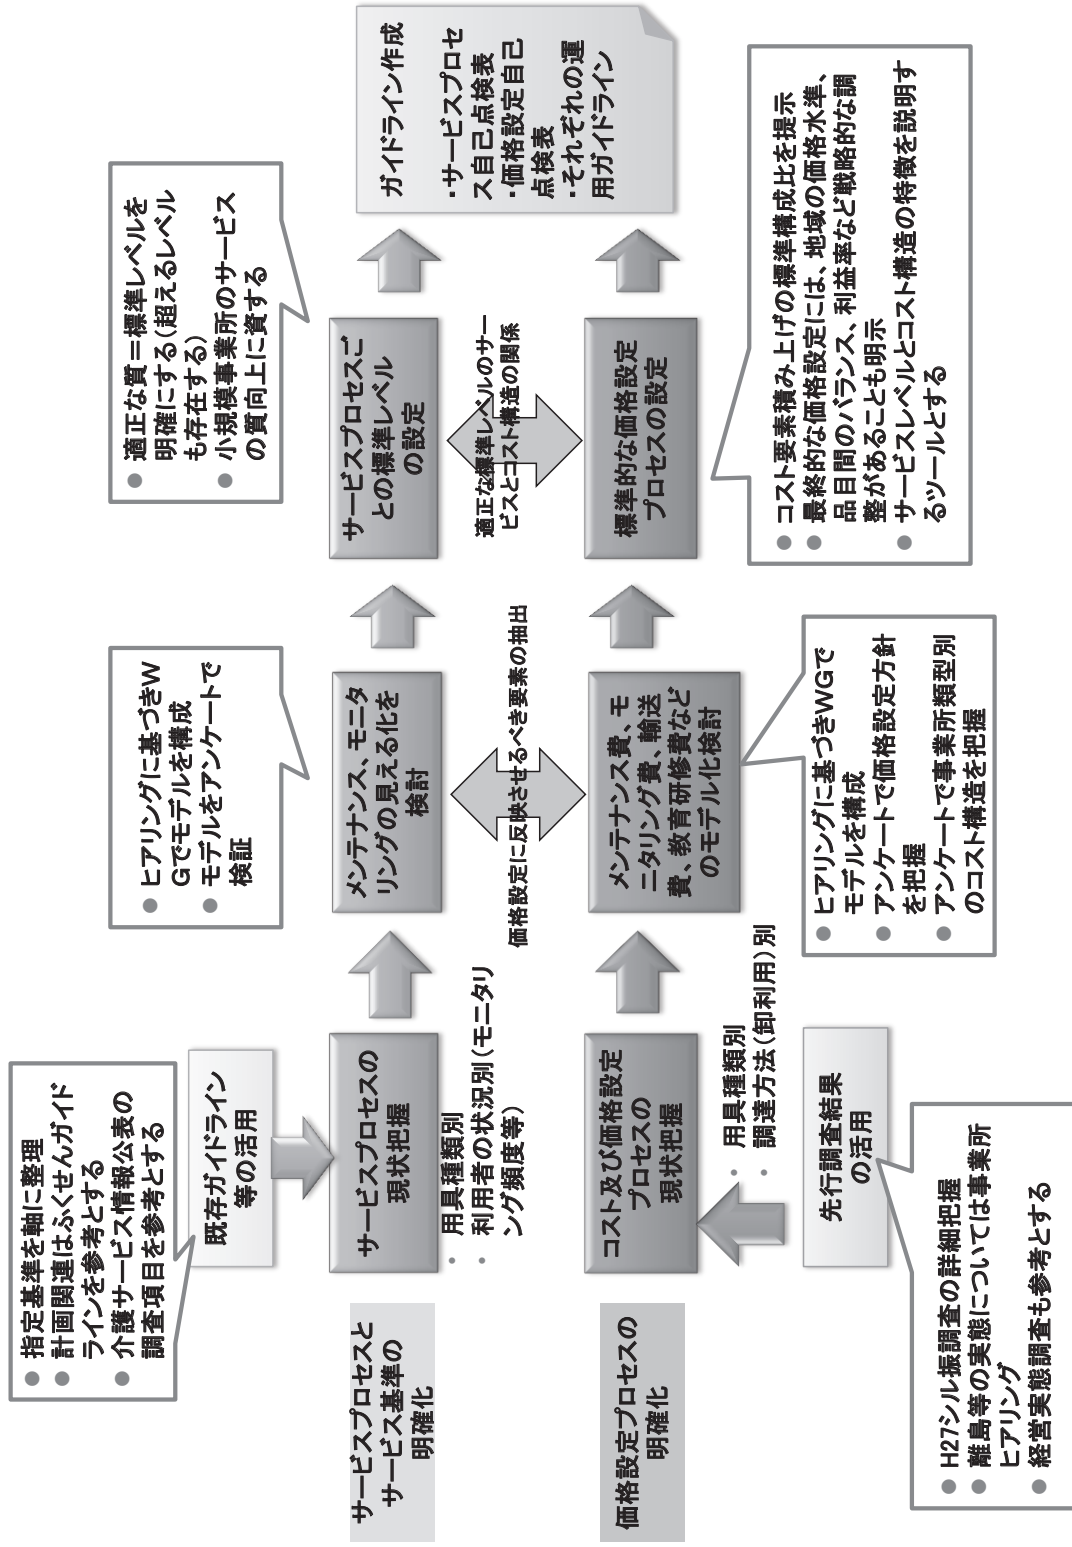 ● 指定基準を軸に整理
● 計画関連はふくせんガイド
ラインを参考とする
● 介護サービス情報公表の
調査項目を参考とする
既存ガイドライン
等の活用
サービスプロセスと
サービス基準の
明確化
サービスプロセスの
現状把握
・ 用具種類別
・ 利用者の状況別(モニタリ
ング頻度等)
● ヒアリングに基づきW
Gでモデルを構成
● モデルをアンケートで
検証
メンテナンス、モニタ
リングの見える化を
検討
● 適正な質=標準レベルを
明確にする(超えるレベル
も存在する)
● 小規模事業所のサービス
の質向上に資する
サービスプロセスご
との標準レベル
の設定
価格設定に反映させるべき要素の抽出
適正な標準レベルのサー
ビスとコスト構造の関係
ガイドライン作成
・サービスプロセ
ス自己点検表
・価格設定自己
点検表
・それぞれの運
用ガイドライン
価格設定プロセスの
明確化
コスト及び価格設定
プロセスの
現状把握
・ 用具種類別
・ 調達方法(卸利用)別
先行調査結果
の活用
● H27シル振調査の詳細把握
● 離島等の実態については事業所
ヒアリング
● 経営実態調査も参考とする
メンテナンス費、モ
ニタリング費、輸送
費、教育研修費など
のモデル化検討
● ヒアリングに基づきWGで
モデルを構成
● アンケートで価格設定方針
を把握
● アンケートで事業所類型別
のコスト構造を把握
標準的な価格設定
プロセスの設定
● コスト要素積み上げの標準構成比を提示
● 最終的な価格設定には、地域の価格水準、
品目間のバランス、利益率など戦略的な調
整があることも明示
● サービスレベルとコスト構造の特徴を説明す
るツールとする